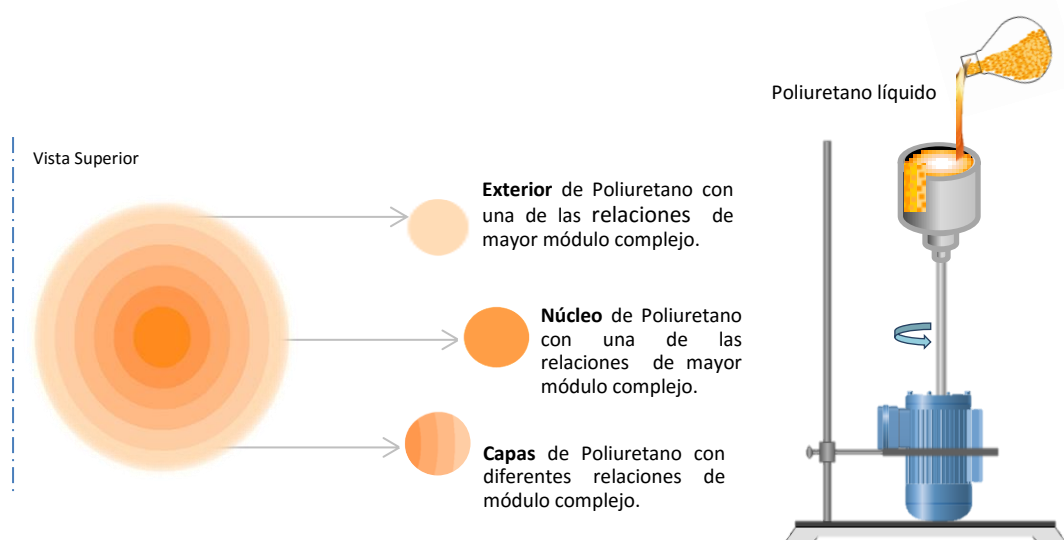 Poliuretano líquido
Vista Superior
Exterior de Poliuretano con
una de las relaciones de
mayor módulo complejo.
Núcleo de Poliuretano
con una de las
relaciones de mayor
módulo complejo.
Capas de Poliuretano con
diferentes relaciones de
módulo complejo.